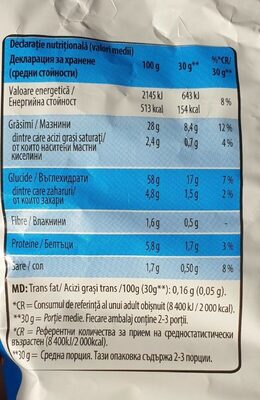 Declarație nutrițională (valori medii)
Декларация за хранене 100 g 30 g** %*CR/
(средни стойности) 30 g**
Valoare energetică / 2145 kJ 643 kJ
Енергийна стойност 513 kcal 154 kcal 8 %
Grăsimi / Мазнини 28 g 8,4 g 12 %
dintre care acizi grași saturați/ 2,4 g 0,7 g 4 %
от които наситени мастни
киселини
Glucide / Въглехидрати 58 g 17 g 7 %
dintre care zaharuri/ 4,8 g 1,5 g 2 %
от които захари
Fibre / Влакнини 1,6 g 0,5 g -
Proteine / Белтъци 5,8 g 1,7 g 3 %
Sare / сол 1,7 g 0,50 g 8 %
MD: Trans fat/ Acizi grași trans /100g (30g**): 0,16 g (0,05 g).
*CR = Consumul de referință al unui adult obișnuit (8 400 kJ / 2 000 kcal).
**30 g = Porție medie. Fiecare ambalaj conține 2-3 porții.
*CR = Референтни количества за прием на средностатистически
възрастен (8 400kJ / 2 000kcal).
**30g = Средна порция. Тази опаковка съдържа 2-3 порции.